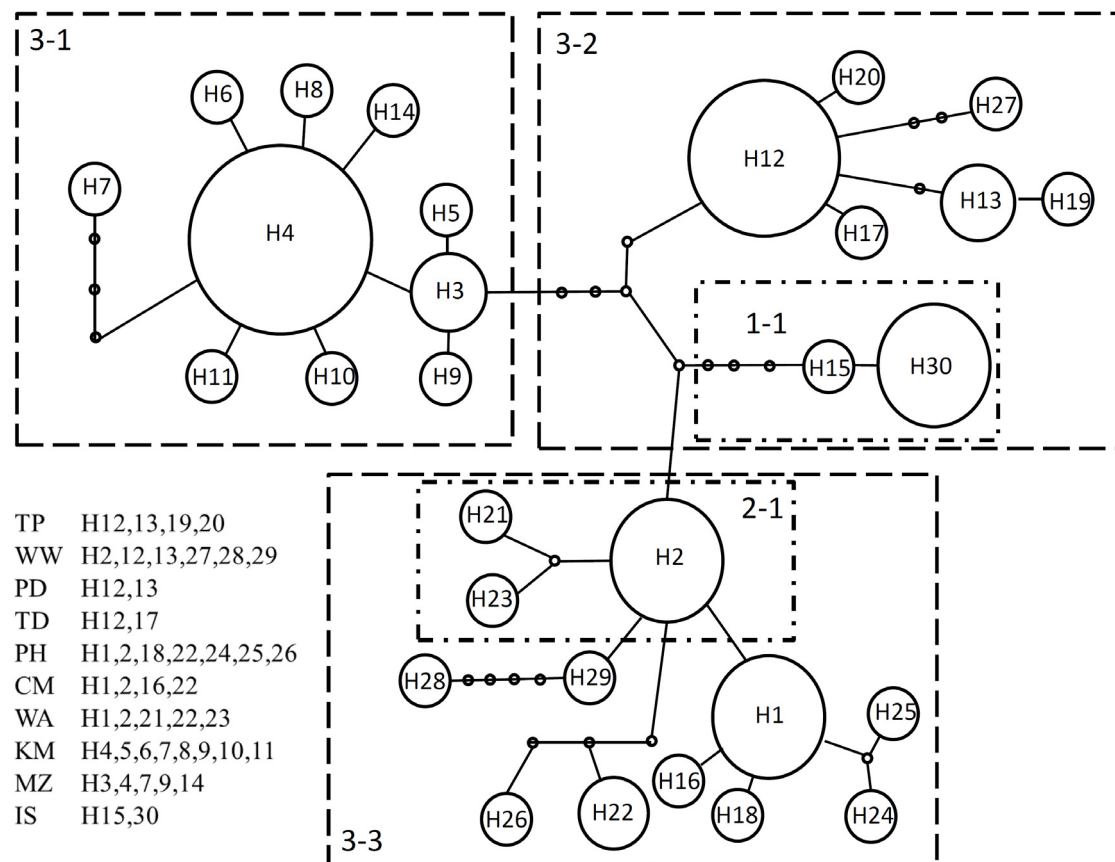 3-1
3-2
H6
H8
H14
H20
H27
H12
H7
H5
H13
H19
H4
H17
H3
1-1
H15
H30
H11
H10
H9
2-1
H21
H2
H23
H28
H29
H1
H25
H16
H26
H22
H18
H24
3-3
TP H12,13,19,20
WW H2,12,13,27,28,29
PD H12,13
TD H12,17
PH H1,2,18,22,24,25,26
CM H1,2,16,22
WA H1,2,21,22,23
KM H4,5,6,7,8,9,10,11
MZ H3,4,7,9,14
IS H15,30